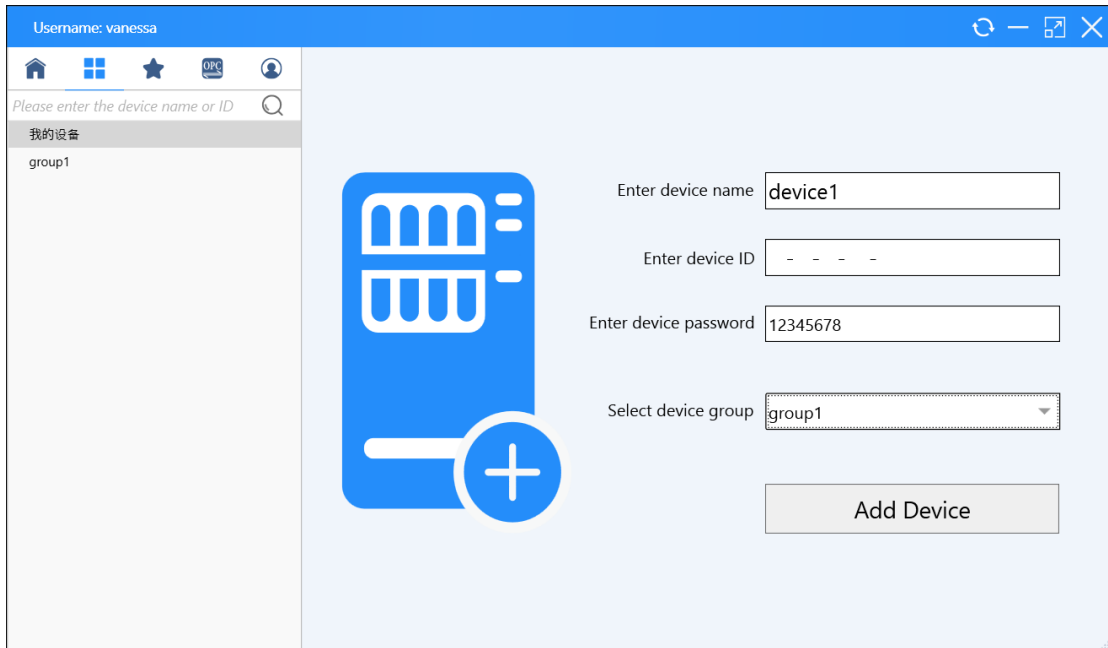 Username: vanessa
OPC
Please enter the device name or ID
我的设备
group1
Enter device name
device1
Enter device ID
- - - -
Enter device password
12345678
Select device group
group1
Add Device